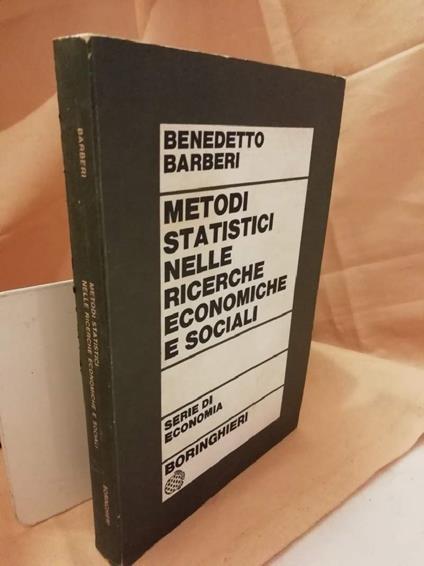 BENEDETTO
BARBERI
METODI
STATISTICI
NELLE
RICERCHE
ECONOMICHE
E SOCIALI
SERIE DI
ECONOMIA
BORINGHIERI
BARBERI
METODI STATISTICI
NELLE RICERCHE ECONOMICHE E SOCIALI
BORINGHIERI